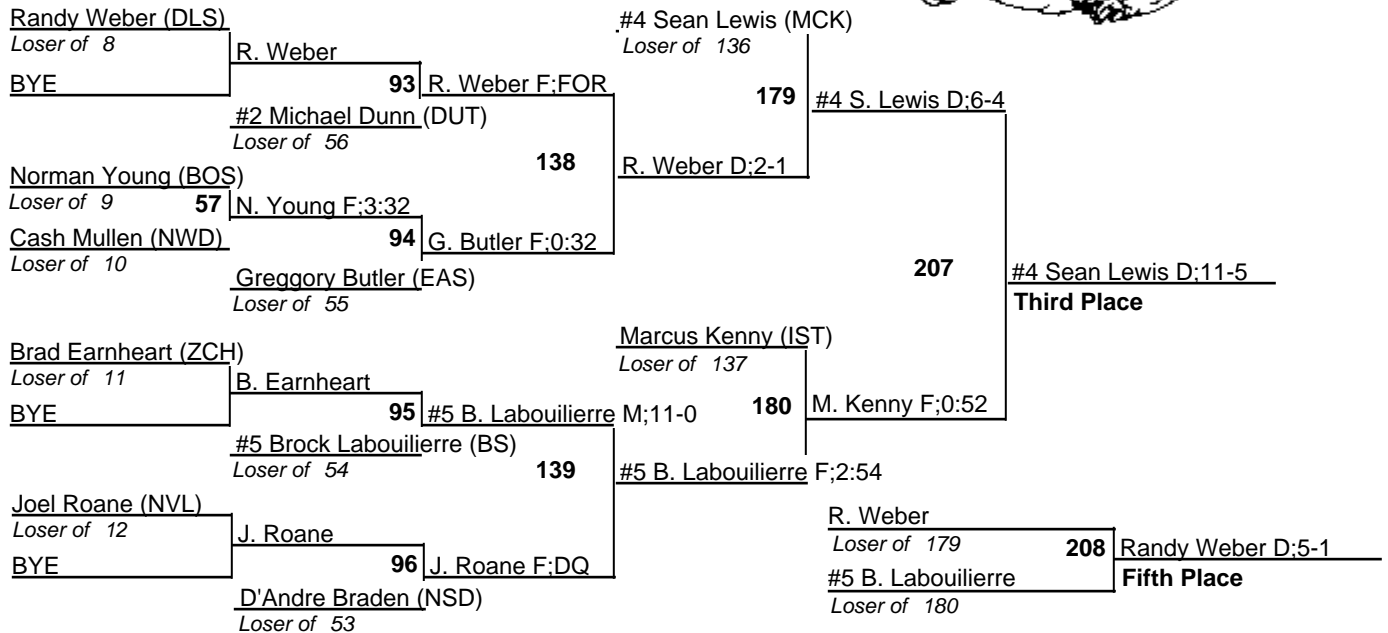 Randy Weber (DLS)
Loser of 8
BYE
R. Weber
93
#2 Michael Dunn (DUT)
Loser of 56
R. Weber F;FOR
Norman Young (BOS)
Loser of 9
57
Cash Mullen (NWD)
Loser of 10
N. Young F;3:32
94
Greggory Butler (EAS)
Loser of 55
G. Butler F;0:32
138
#4 Sean Lewis (MCK)
Loser of 136
179
R. Weber D;2-1
#4 S. Lewis D;6-4
Brad Earnheart (ZCH)
Loser of 11
BYE
B. Earnheart
95
#5 Brock Labouilierre (BS)
Loser of 54
#5 B. Labouilierre M;11-0
Joel Roane (NVL)
Loser of 12
BYE
J. Roane
96
D'Andre Braden (NSD)
Loser of 53
J. Roane F;DQ
139
Marcus Kenny (IST)
Loser of 137
180
#5 B. Labouilierre F;2:54
M. Kenny F;0:52
207
#4 Sean Lewis D;11-5
Third Place
R. Weber
Loser of 179
208
#5 B. Labouilierre
Loser of 180
Randy Weber D;5-1
Fifth Place